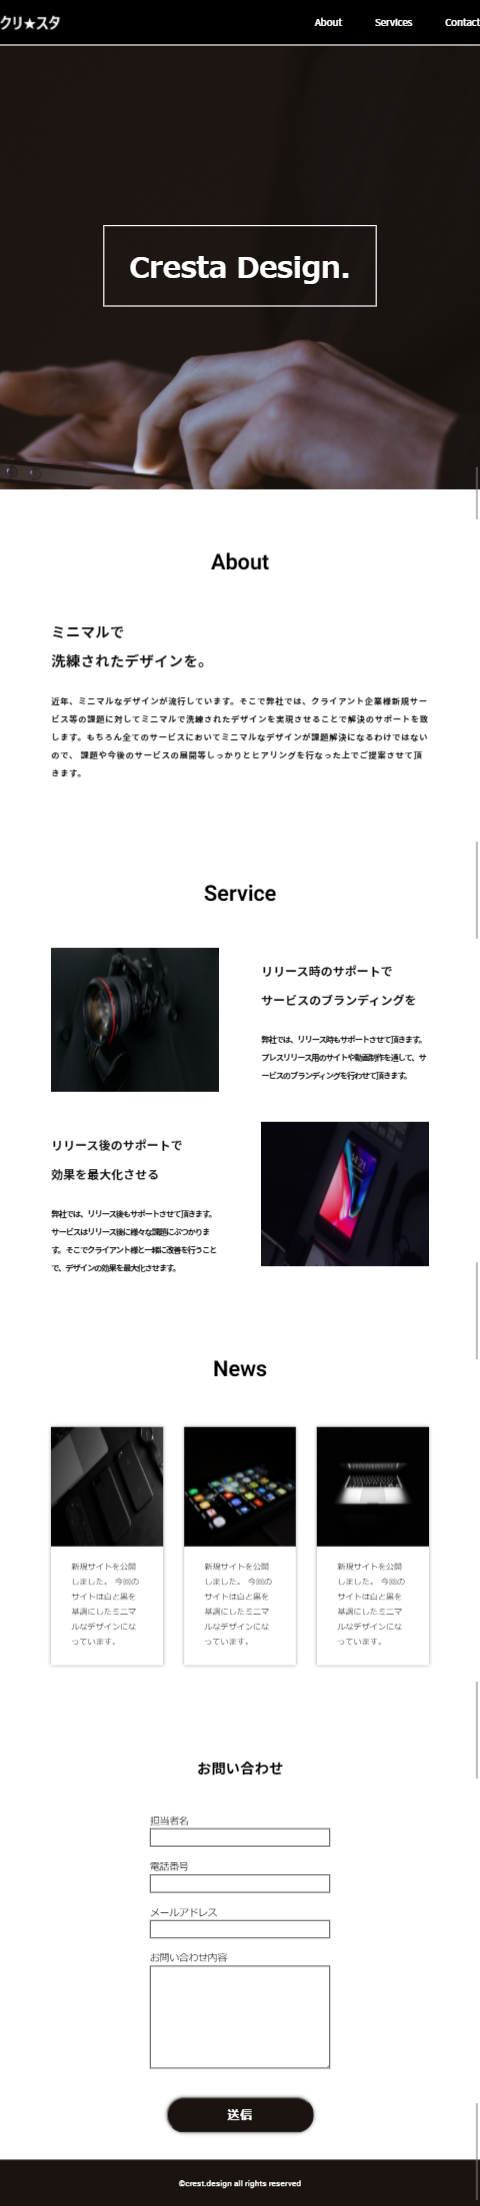 クリ★スタ
About Services Contact
Cresta Design.
About
ミニマルで
洗練されたデザインを。
近年、ミニマルなデザインが流行しています。そこで弊社では、クライアント企業様新規サー
ビス等の課題に対してミニマルで洗練されたデザインを実現させることで解決のサポートを致
します。もちろん全てのサービスにおいてミニマルなデザインが課題解決になるわけではない
ので、 課題や今後のサービスの展開等しっかりとヒアリングを行なった上でご提案させて頂
きます。
Service
リリース時のサポートで
サービスのブランディングを
弊社では、リリース時もサポートさせて頂きます。
プレスリリース用のサイトや動画制作を通して、サ
ービスのブランディングを行わせて頂きます。
リリース後のサポートで
効果を最大化させる
弊社では、リリース後もサポートさせて頂きます。
サービスはリリース後に様々な課題にぶつかりま
す。そこでクライアント様と一緒に改善を行うこと
で、デザインの効果を最大化させます。
News
新規サイトを公開
しました。 今回の
サイトは白と黒を
基調にしたミニマ
ルなデザインにな
っています。
新規サイトを公開
しました。 今回の
サイトは白と黒を
基調にしたミニマ
ルなデザインにな
っています。
新規サイトを公開
しました。 今回の
サイトは白と黒を
基調にしたミニマ
ルなデザインにな
っています。
お問い合わせ
担当者名
電話番号
メールアドレス
お問い合わせ内容
送信
©crest.design all rights reserved